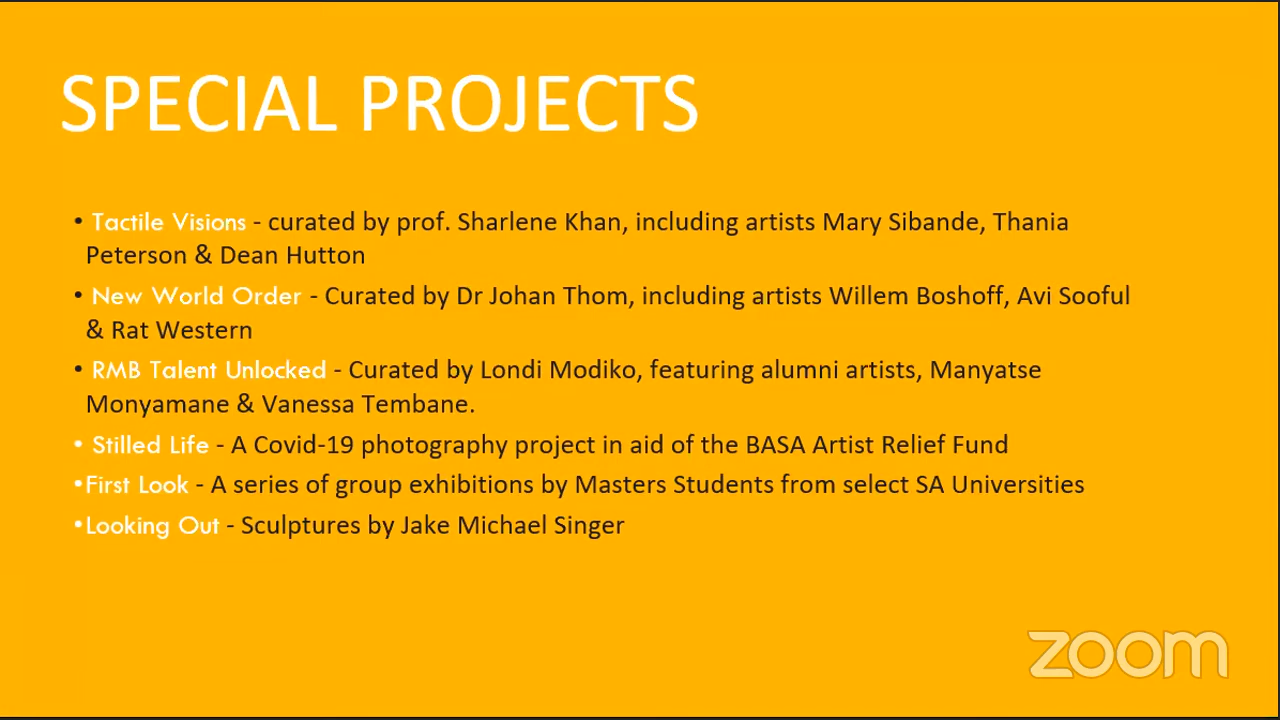 SPECIAL PROJECTS
• Tactile Visions - curated by prof. Sharlene Khan, including artists Mary Sibande, Thania
Peterson & Dean Hutton
• New World Order - Curated by Dr Johan Thom, including artists Willem Boshoff, Avi Sooful
& Rat Western
• RMB Talent Unlocked - Curated by Londi Modiko, featuring alumni artists, Manyatse
Monyamane & Vanessa Tembane.
• Stilled Life - A Covid-19 photography project in aid of the BASA Artist Relief Fund
•First Look - A series of group exhibitions by Masters Students from select SA Universities
•Looking Out - Sculptures by Jake Michael Singer
zoom